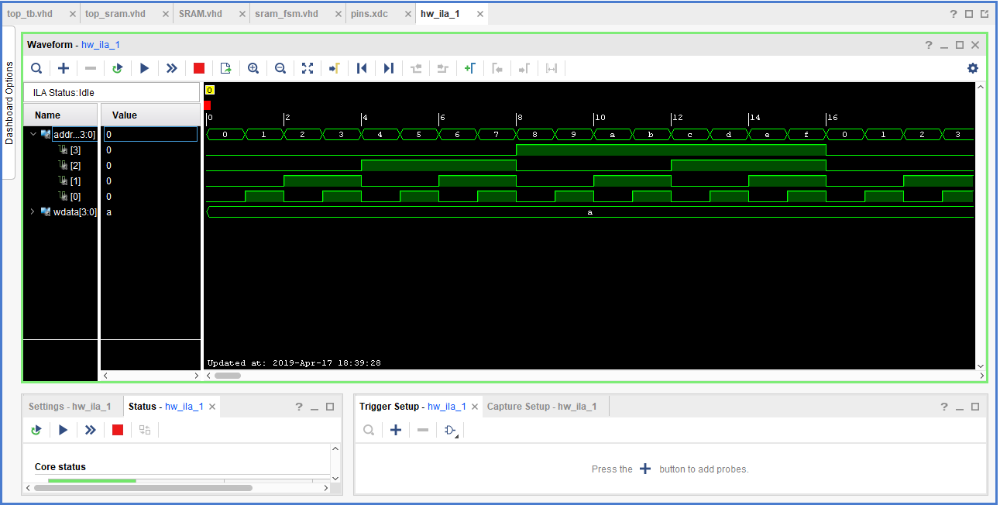 top_tb.vhd top_sram.vhd SRAM.vhd sram_fsm.vhd pins.xdc hw_ila_1
Dashboard Options
Waveform - hw_ila_1
ILA Status:Idle
Name Value
0
0 2 4 6 8 10 12 14 16
addr...3:0] 0 0 1 2 3 4 5 6 7 8 9 a b c d e f 0 1 2 3
[3] 0
[2] 0
[1] 0
[0] 0
wdata[3:0] a a
Updated at: 2019-Apr-17 18:39:28
Settings - hw_ila_1 Status - hw_ila_1
Core status
Trigger Setup - hw_ila_1 Capture Setup - hw_ila_1
Press the + button to add probes.